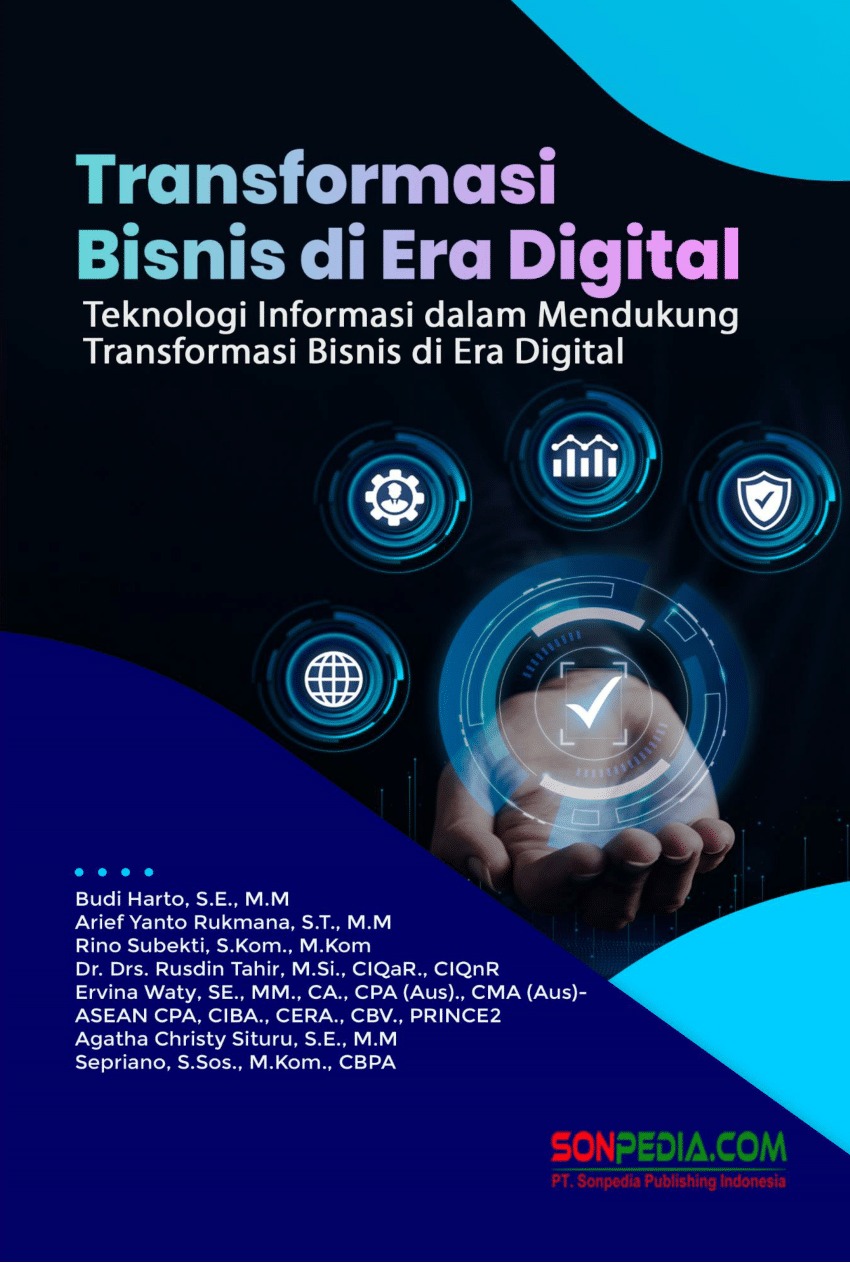 Transformasi
Bisnis di Era Digital
Teknologi Informasi dalam Mendukung
Transformasi Bisnis di Era Digital
Budi Harto, S.E., M.M
Arief Yanto Rukmana, S.T., M.M
Rino Subekti, S.Kom., M.Kom
Dr. Drs. Rusdin Tahir, M.Si., CIQaR., CIQnR
Ervina Waty, SE., MM., CA., CPA (Aus)., CMA (Aus)-
ASEAN CPA, CIBA., CERA., CBV., PRINCE2
Agatha Christy Situru, S.E., M.M
Sepriano, S.Sos., M.Kom., CBPA
SONPEDIA.COM
PT. Sonpedia Publishing Indonesia